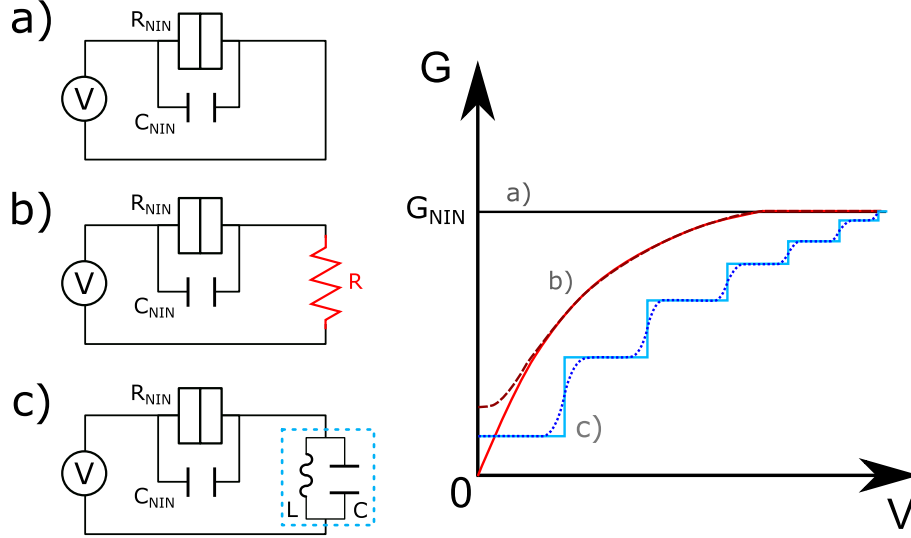 a)
R_NIN
V
C_NIN
b)
R_NIN
V
C_NIN
R
c)
R_NIN
V
C_NIN
L
C
G
G_NIN
a)
b)
c)
0
V